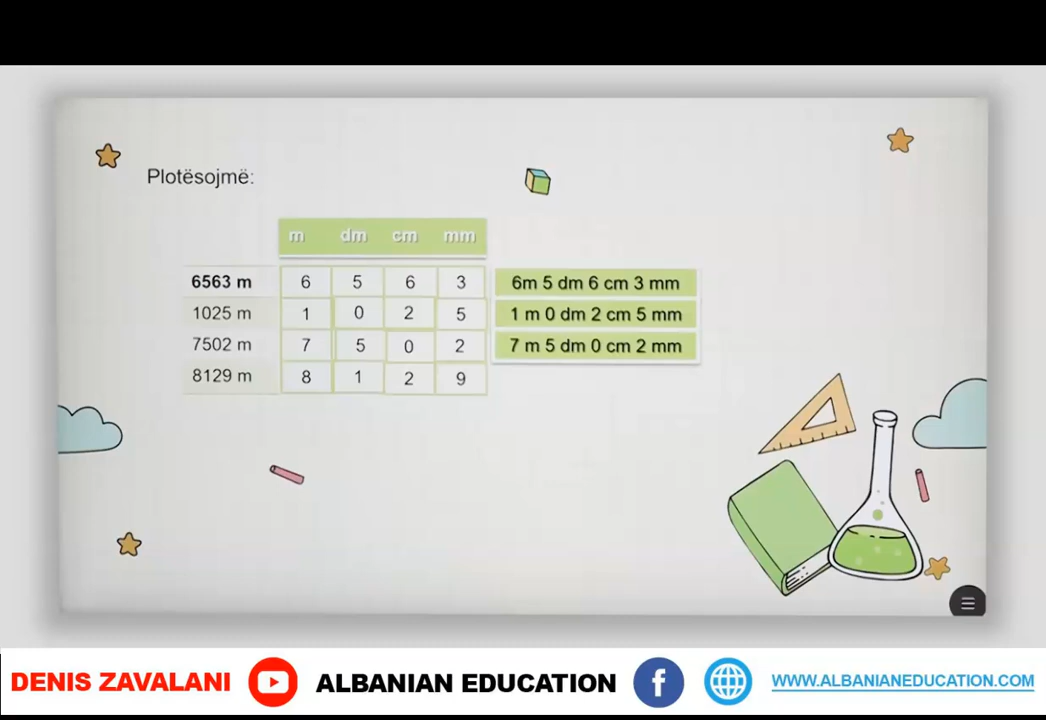 Plotësojmë:
m dm cm mm
6563 m 6 5 6 3 6m 5 dm 6 cm 3 mm
1025 m 1 0 2 5 1 m 0 dm 2 cm 5 mm
7502 m 7 5 0 2 7 m 5 dm 0 cm 2 mm
8129 m 8 1 2 9
DENIS ZAVALANI ALBANIAN EDUCATION WWW.ALBANIANEDUCATION.COM